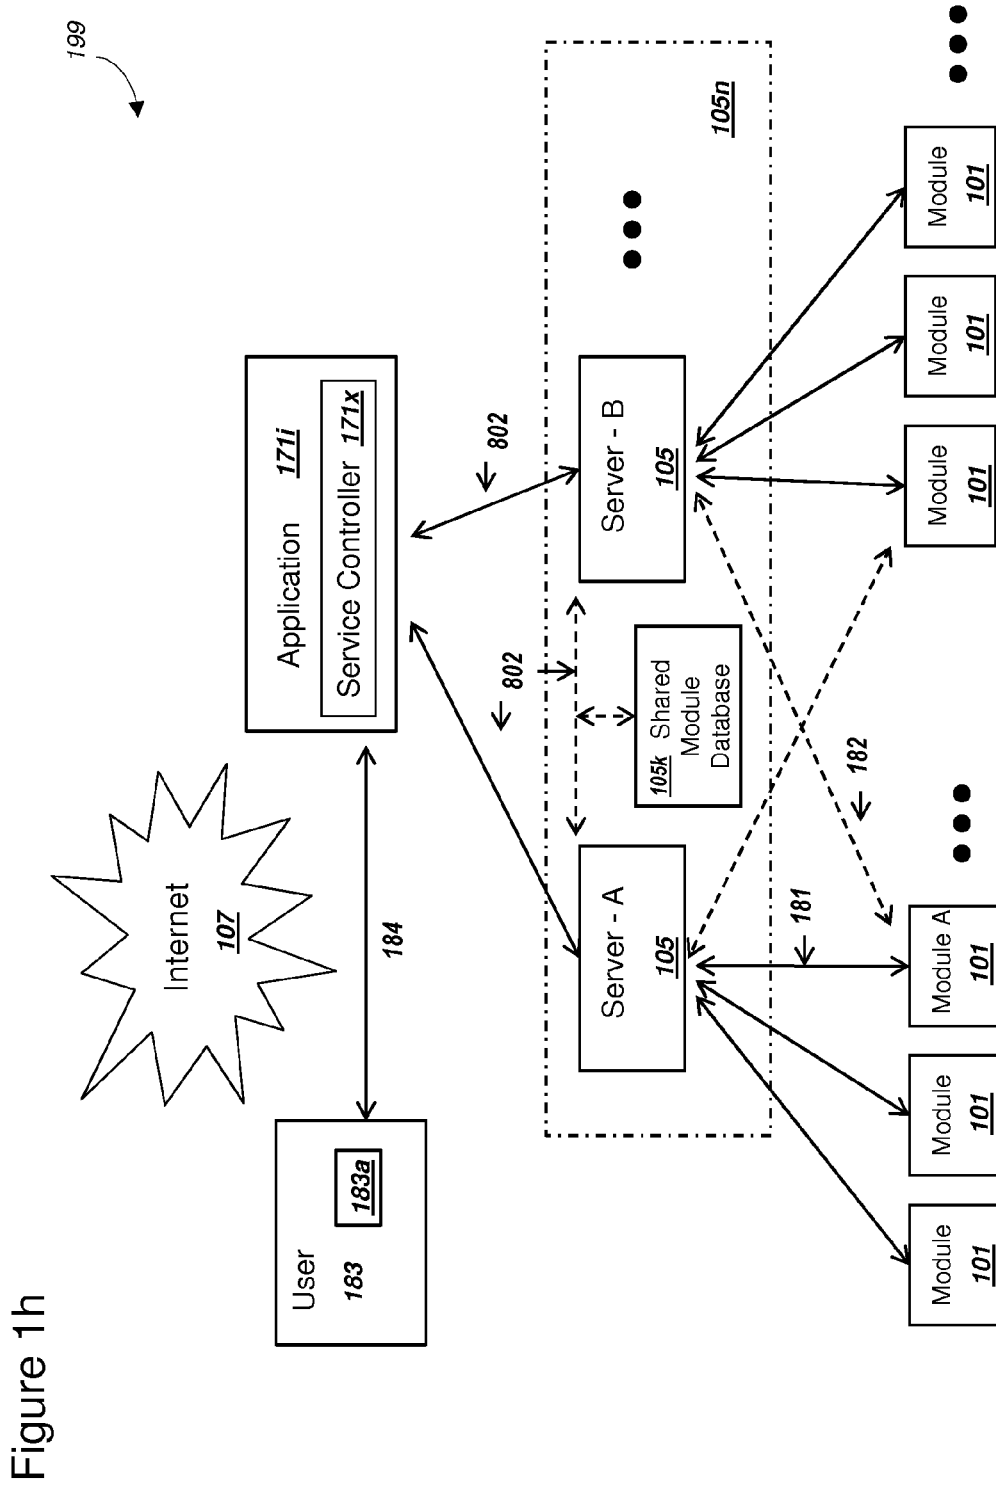 Figure 1h
199
Internet
107
User
183
183a
184
Application 171i
Service Controller 171x
802
802
802
Server - A
105
Server - B
105
105k Shared
Module
Database
105n
181
182
Module
101
Module
101
Module A
101
Module
101
Module
101
Module
101